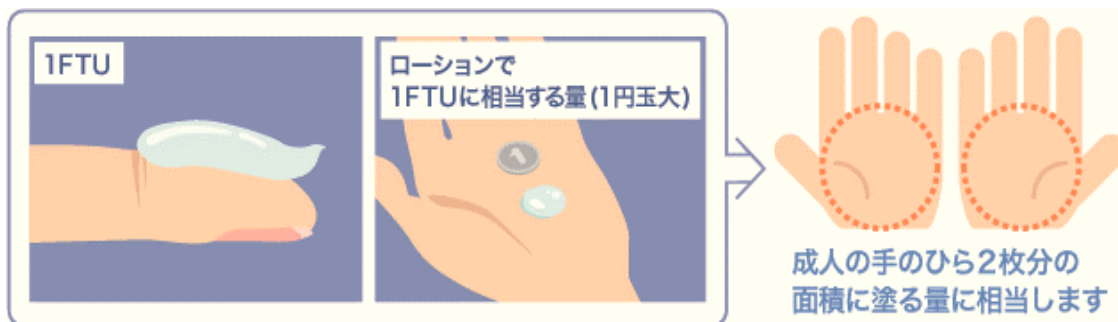 1FTU
ローションで
1FTUに相当する量(1円玉大)
1
成人の手のひら2枚分の
面積に塗る量に相当します